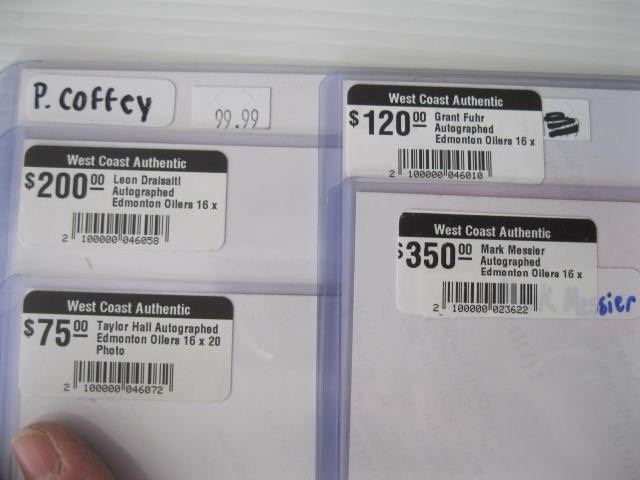 P. Coffey
99.99
West Coast Authentic
$200 00 Leon Draisaitl
Autographed
Edmonton Oilers 16 x
2 100000 046058
West Coast Authentic
$75 00 Taylor Hall Autographed
Edmonton Oilers 16 x 20
Photo
2 100000 046072
West Coast Authentic
$120 00 Grant Fuhr
Autographed
Edmonton Oilers 16 x
2 100000 046010
West Coast Authentic
$350 00 Mark Messier
Autographed
Edmonton Oilers 16 x
2 100000 023622
Messier